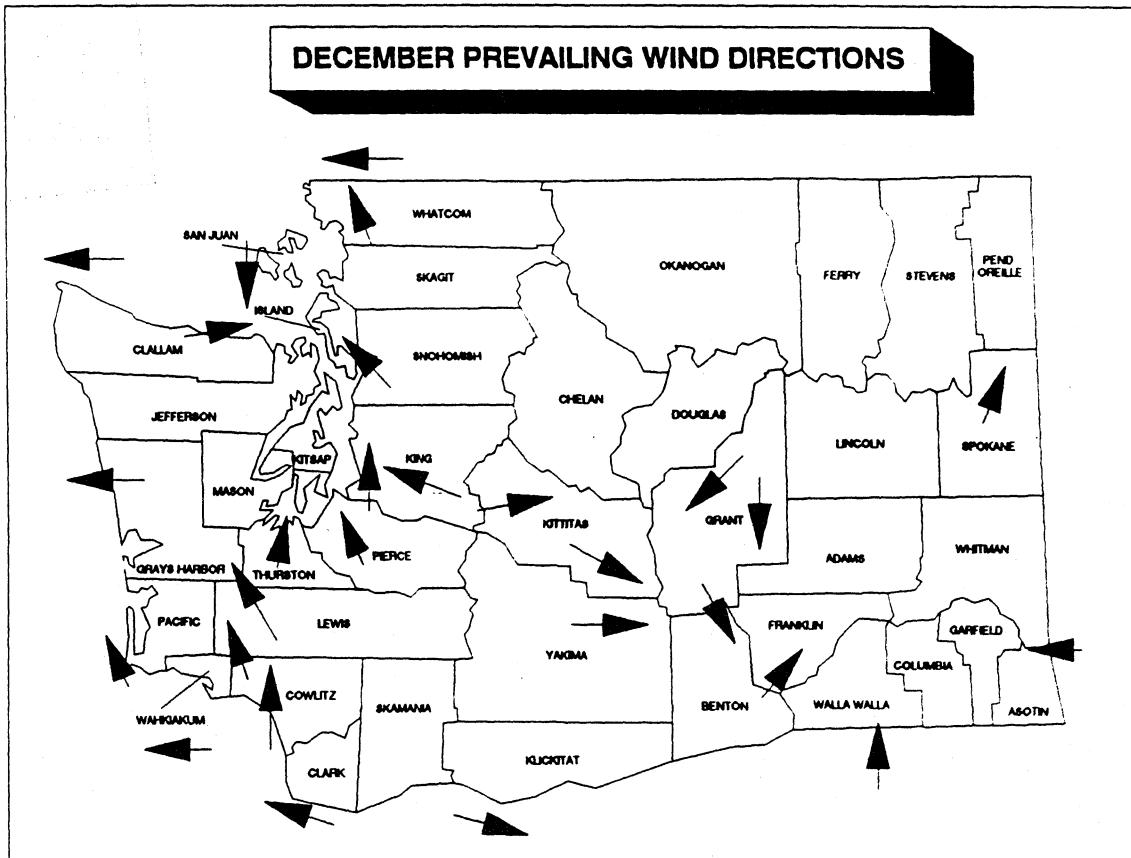 DECEMBER PREVAILING WIND DIRECTIONS
WHATCOM
SAN JUAN
SKAGIT
OKANOGAN
FERRY
STEVENS
PEND
OREILLE
ISLAND
CLALLAM
SNOHOMISH
CHELAN
JEFFERSON
DOUGLAS
LINCOLN
SPOKANE
KITSAP
KING
MASON
GRANT
KITTITAS
GRAYS HARBOR
THURSTON
PIERCE
ADAMS
WHITMAN
PACIFIC
LEWIS
YAKIMA
FRANKLIN
GARFIELD
COLUMBIA
WAHKIAKUM
COWLITZ
SKAMANIA
BENTON
WALLA WALLA
ASOTIN
CLARK
KLICKITAT